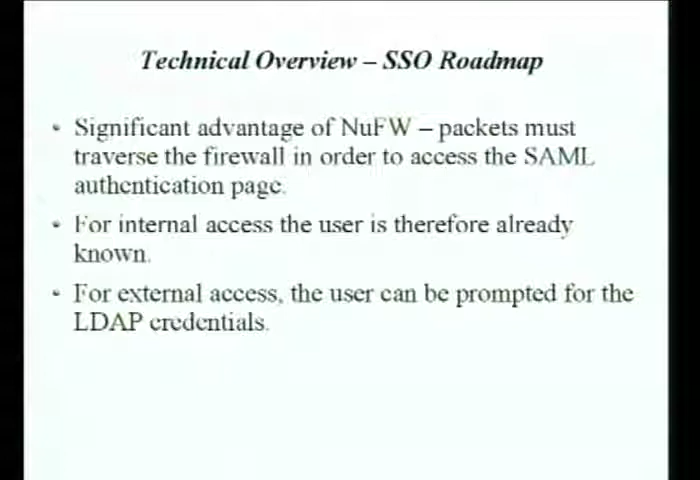 Technical Overview – SSO Roadmap
• Significant advantage of NuFW – packets must
traverse the firewall in order to access the SAML
authentication page.
• For internal access the user is therefore already
known.
• For external access, the user can be prompted for the
LDAP credentials.